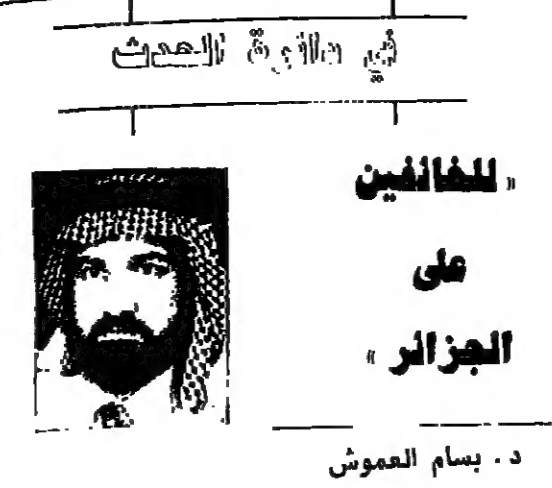 في دائرة الحدث
« للخائفين
على
الجزائر »
د . بسام العموش